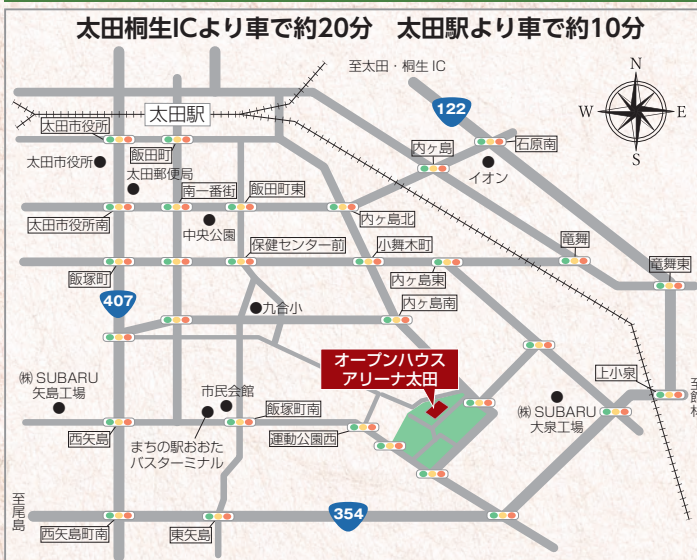 太田桐生ICより車で約20分　太田駅より車で約10分
至太田・桐生IC
N
W
E
S
122
太田駅
太田市役所
飯田町
内ヶ島
石原南
太田市役所
太田郵便局
イオン
南一番街
飯田町東
太田市役所南
中央公園
内ヶ島北
保健センター前
小舞木町
竜舞
飯塚町
内ヶ島東
竜舞東
407
九合小
内ヶ島南
オープンハウス
アリーナ太田
㈱SUBARU
矢島工場
市民会館
飯塚町南
上小泉
至館林
㈱SUBARU
大泉工場
西矢島
まちの駅おおた
バスターミナル
運動公園西
至尾島
354
西矢島町南
東矢島